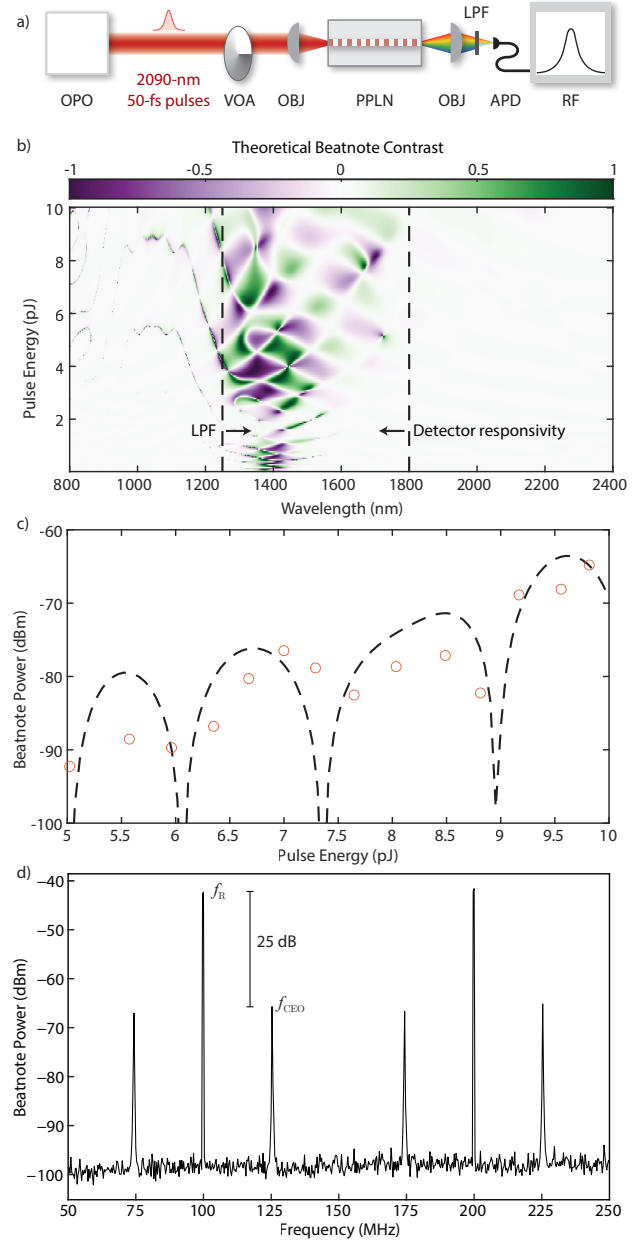 a)
LPF
OPO
2090-nm
50-fs pulses
VOA
OBJ
PPLN
OBJ
APD
RF
b)
Theoretical Beatnote Contrast
-1
-0.5
0
0.5
1
10
8
6
4
2
Pulse Energy (pJ)
LPF
Detector responsivity
800
1000
1200
1400
1600
1800
2000
2200
2400
Wavelength (nm)
c)
-60
-70
-80
-90
-100
Beatnote Power (dBm)
5
5.5
6
6.5
7
7.5
8
8.5
9
9.5
10
Pulse Energy (pJ)
d)
−40
−50
−60
−70
−80
−90
−100
Beatnote Power (dBm)
fR
25 dB
fCEO
50
75
100
125
150
175
200
225
250
Frequency (MHz)